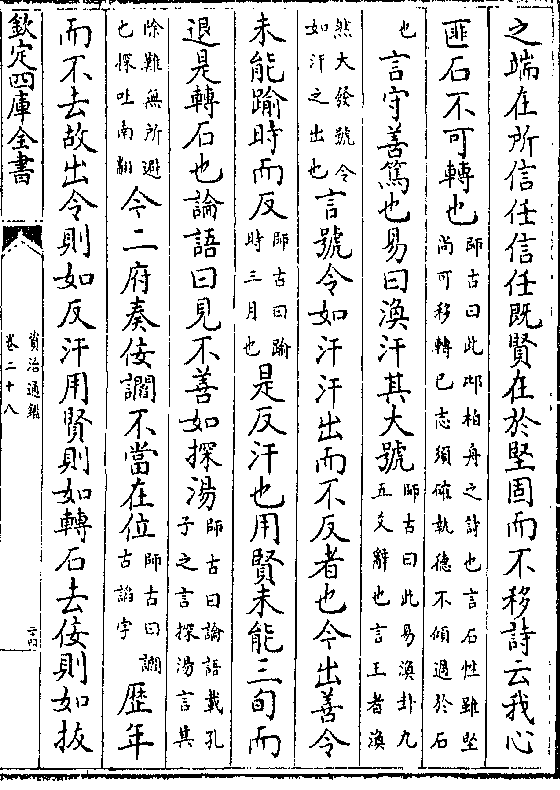 之端在所信任信任既賢在於堅固而不移詩云我心
匪石不可轉也師古曰此邶柏舟之詩也言石性雖堅尚可移轉已志須確執德不傾過於石
也言守善篤也易曰渙汗其大號師古曰此易渙卦九五爻辭也言王者渙
然大發號令如汗之出也言號令如汗汗出而不反者也今出善令
未能踰時而反師古曰踰時三月也是反汗也用賢未能三旬而
退是轉石也論語曰見不善如探湯師古曰論語載孔子之言探湯言其
除難無所避也探吐南翻今二府奏佞讇不當在位師古曰讇古諂字歴年
而不去故出令則如反汗用賢則如轉石去佞則如拔
欽定四庫全書
資治通鑑
卷二十八